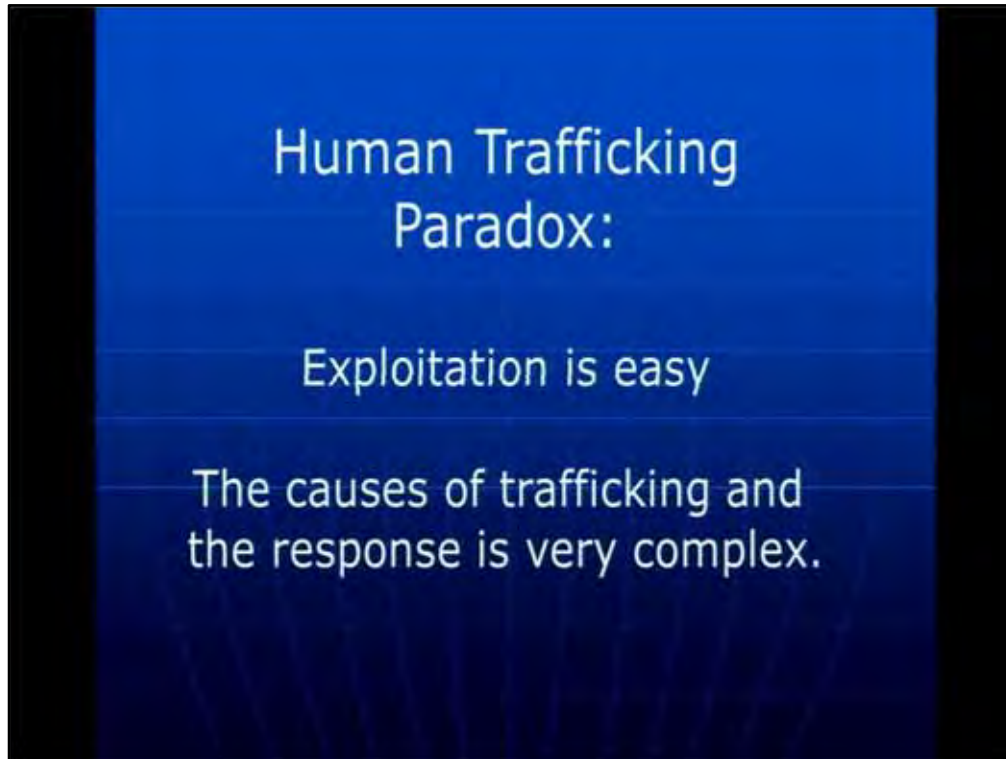 Human Trafficking
Paradox:
Exploitation is easy
The causes of trafficking and
the response is very complex.